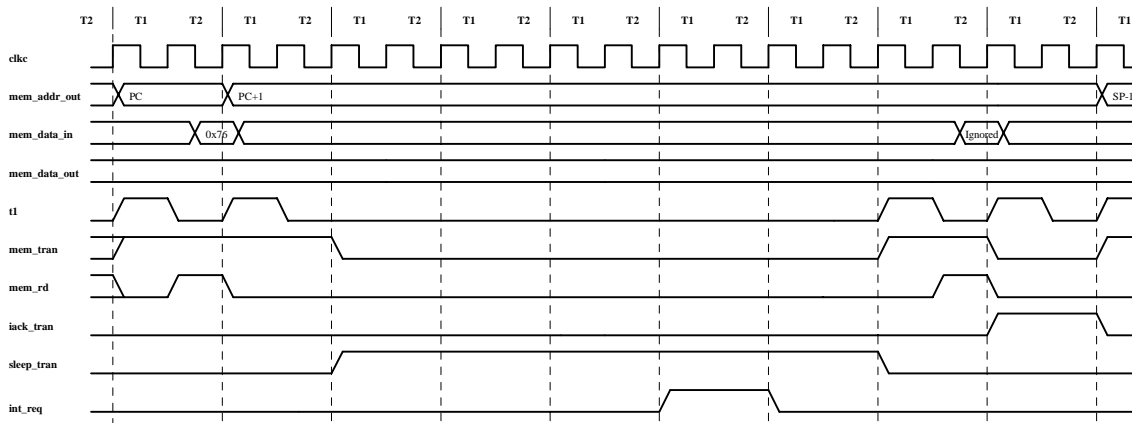 T2 T1 T2 T1 T2 T1 T2 T1 T2 T1 T2 T1 T2 T1 T2 T1 T2 T1 T2 T1
clkc
mem_addr_out PC PC+1 SP-1
mem_data_in 0x76 Ignored
mem_data_out
t1
mem_tran
mem_rd
iack_tran
sleep_tran
int_req